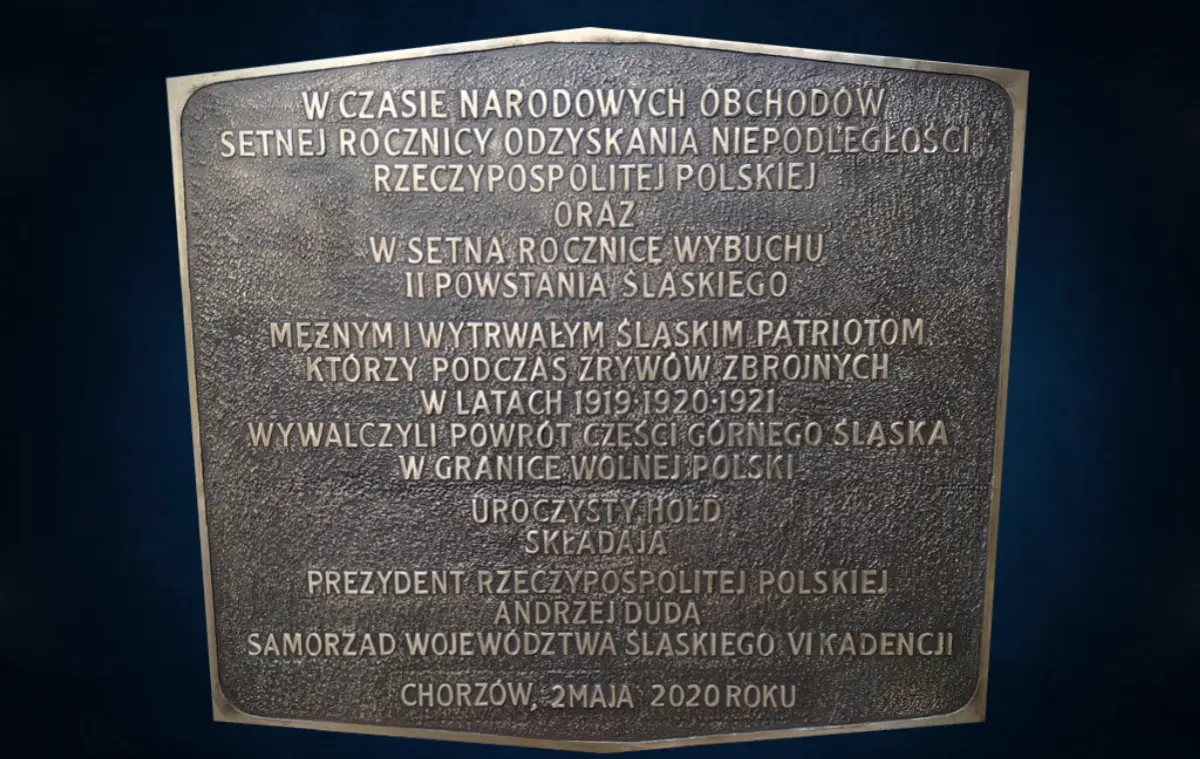 W CZASIE NARODOWYCH OBCHODÓW
SETNEJ ROCZNICY ODZYSKANIA NIEPODLEGŁOŚCI
RZECZYPOSPOLITEJ POLSKIEJ
ORAZ
W SETNĄ ROCZNICĘ WYBUCHU
II POWSTANIA ŚLĄSKIEGO
MĘŻNYM I WYTRWAŁYM ŚLĄSKIM PATRIOTOM
KTÓRZY PODCZAS ZRYWÓW ZBROJNYCH
W LATACH 1919·1920·1921
WYWALCZYLI POWRÓT CZĘŚCI GÓRNEGO ŚLĄSKA
W GRANICE WOLNEJ POLSKI
UROCZYSTY HOŁD
SKŁADAJĄ
PREZYDENT RZECZYPOSPOLITEJ POLSKIEJ
ANDRZEJ DUDA
SAMORZĄD WOJEWÓDZTWA ŚLĄSKIEGO VI KADENCJI
CHORZÓW, 2 MAJA 2020 ROKU